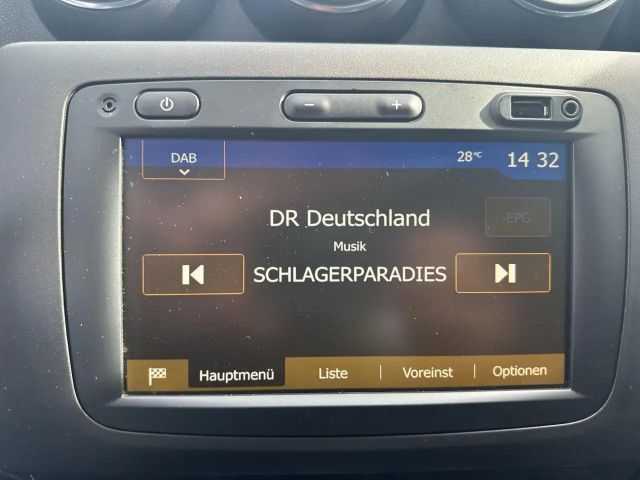 DAB
28°C
14 32
DR Deutschland
EPG
Musik
SCHLAGERPARADIES
Hauptmenü
Liste
Voreinst
Optionen